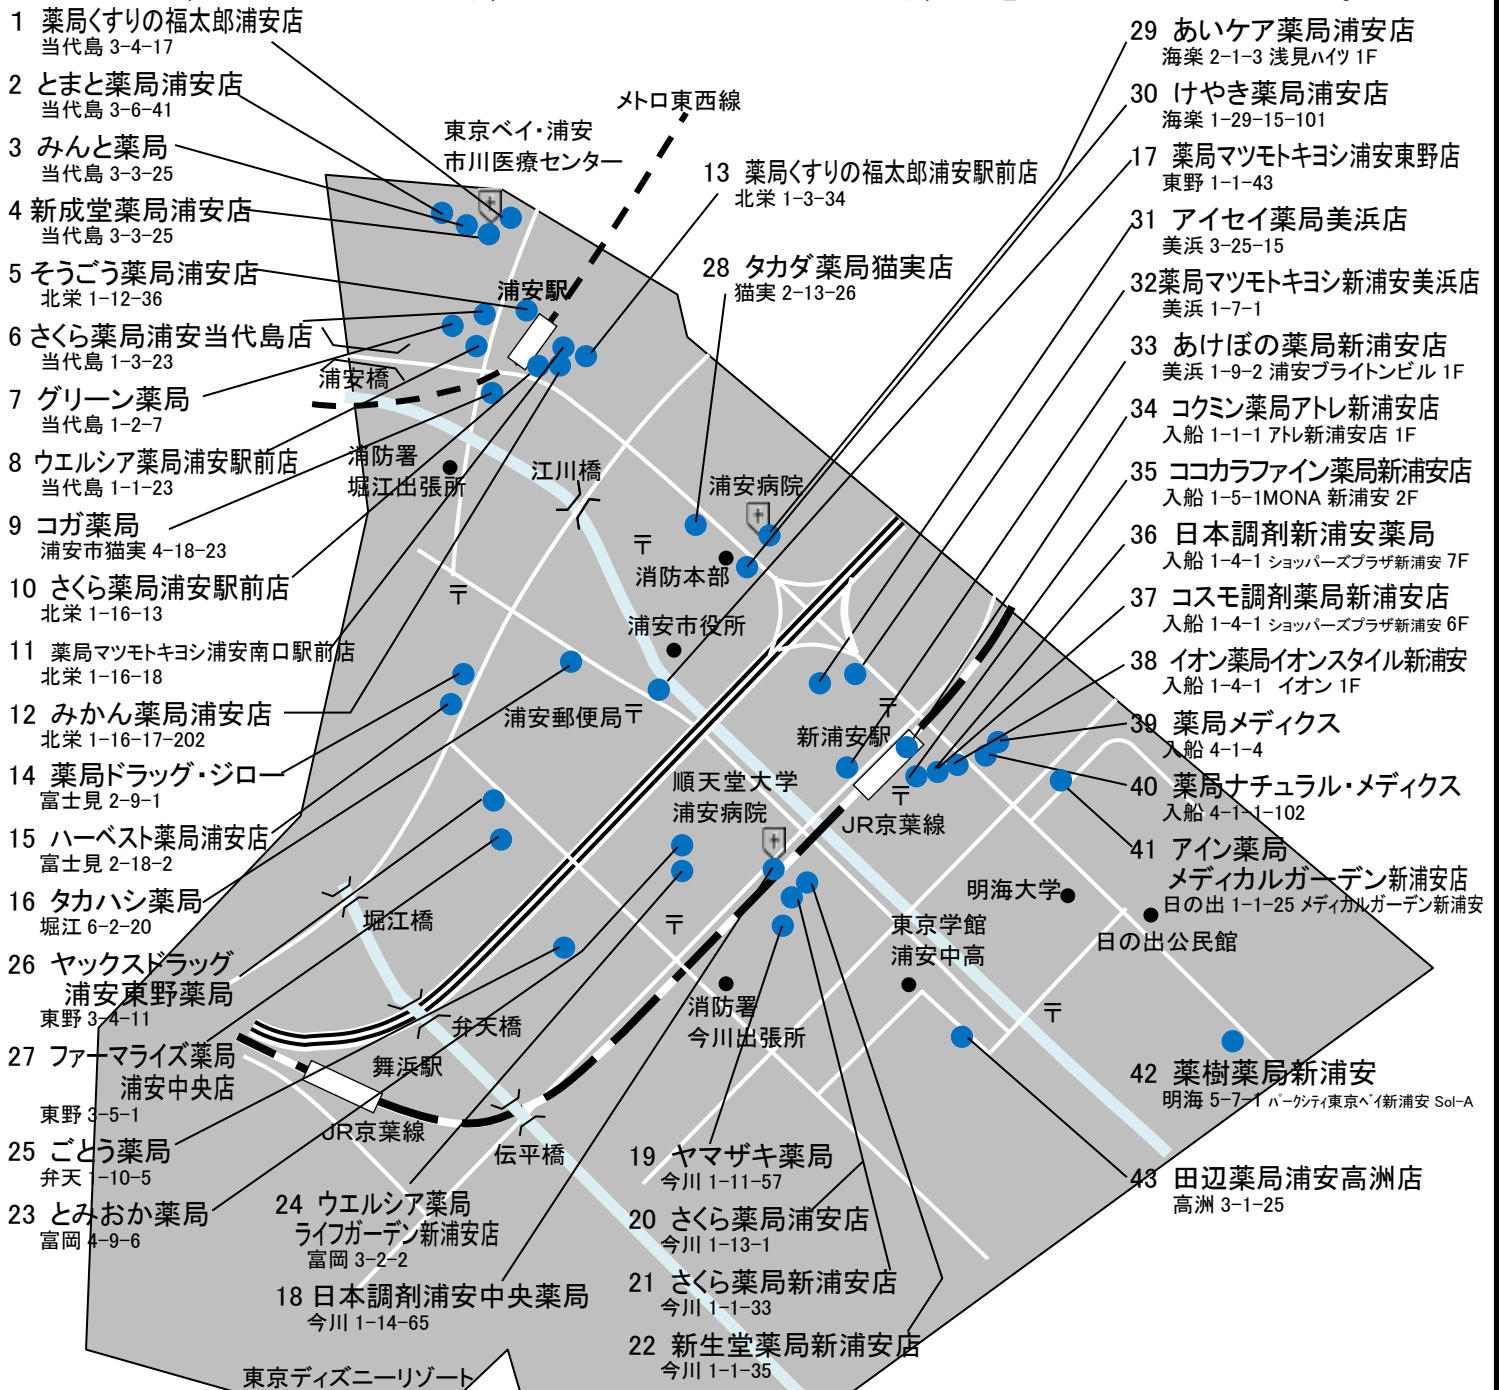 1 薬局くすりの福太郎浦安店
当代島 3-4-17
2 とまと薬局浦安店
当代島 3-6-41
3 みんと薬局
当代島 3-3-25
4 新成堂薬局浦安店
当代島 3-3-25
5 そうごう薬局浦安店
北栄 1-12-36
6 さくら薬局浦安当代島店
当代島 1-3-23
7 グリーン薬局
当代島 1-2-7
8 ウエルシア薬局浦安駅前店
当代島 1-1-23
9 コガ薬局
浦安市猫実 4-18-23
10 さくら薬局浦安駅前店
北栄 1-16-13
11 薬局マツモトキヨシ浦安南口駅前店
北栄 1-16-18
12 みかん薬局浦安店
北栄 1-16-17-202
14 薬局ドラッグ・ジロー
富士見 2-9-1
15 ハーベスト薬局浦安店
富士見 2-18-2
16 タカハシ薬局
堀江 6-2-20
26 ヤックスドラッグ
浦安東野薬局
東野 3-4-11
27 ファーマライズ薬局
浦安中央店
東野 3-5-1
25 ごとう薬局
弁天 1-10-5
23 とみおか薬局
富岡 4-9-6
24 ウエルシア薬局
ライフガーデン新浦安店
富岡 3-2-2
18 日本調剤浦安中央薬局
今川 1-14-65
東京ディズニーリゾート
メトロ東西線
東京ベイ・浦安
市川医療センター
13 薬局くすりの福太郎浦安駅前店
北栄 1-3-34
28 タカダ薬局猫実店
猫実 2-13-26
浦安駅
浦安橋
消防署
堀江出張所
江川橋
浦安病院
〒
消防本部
〒
浦安市役所
浦安郵便局〒
〒
新浦安駅
順天堂大学
浦安病院
〒
JR京葉線
堀江橋
〒
明海大学
東京学館
浦安中高
日の出公民館
消防署
今川出張所
〒
弁天橋
舞浜駅
JR京葉線
伝平橋
19 ヤマザキ薬局
今川 1-11-57
20 さくら薬局浦安店
今川 1-13-1
21 さくら薬局新浦安店
今川 1-1-33
22 新生堂薬局新浦安店
今川 1-1-35
29 あいケア薬局浦安店
海楽 2-1-3 浅見ハイツ 1F
30 けやき薬局浦安店
海楽 1-29-15-101
17 薬局マツモトキヨシ浦安東野店
東野 1-1-43
31 アイセイ薬局美浜店
美浜 3-25-15
32薬局マツモトキヨシ新浦安美浜店
美浜 1-7-1
33 あけぼの薬局新浦安店
美浜 1-9-2 浦安ブライトンビル 1F
34 コクミン薬局アトレ新浦安店
入船 1-1-1 アトレ新浦安店 1F
35 ココカラファイン薬局新浦安店
入船 1-5-1MONA 新浦安 2F
36 日本調剤新浦安薬局
入船 1-4-1 ショッパーズプラザ新浦安 7F
37 コスモ調剤薬局新浦安店
入船 1-4-1 ショッパーズプラザ新浦安 6F
38 イオン薬局イオンスタイル新浦安
入船 1-4-1 イオン 1F
39 薬局メディクス
入船 4-1-4
40 薬局ナチュラル・メディクス
入船 4-1-1-102
41 アイン薬局
メディカルガーデン新浦安店
日の出 1-1-25 メディカルガーデン新浦安
42 薬樹薬局新浦安
明海 5-7-1 パークシティ東京ベイ新浦安 Sol-A
43 田辺薬局浦安高洲店
高洲 3-1-25